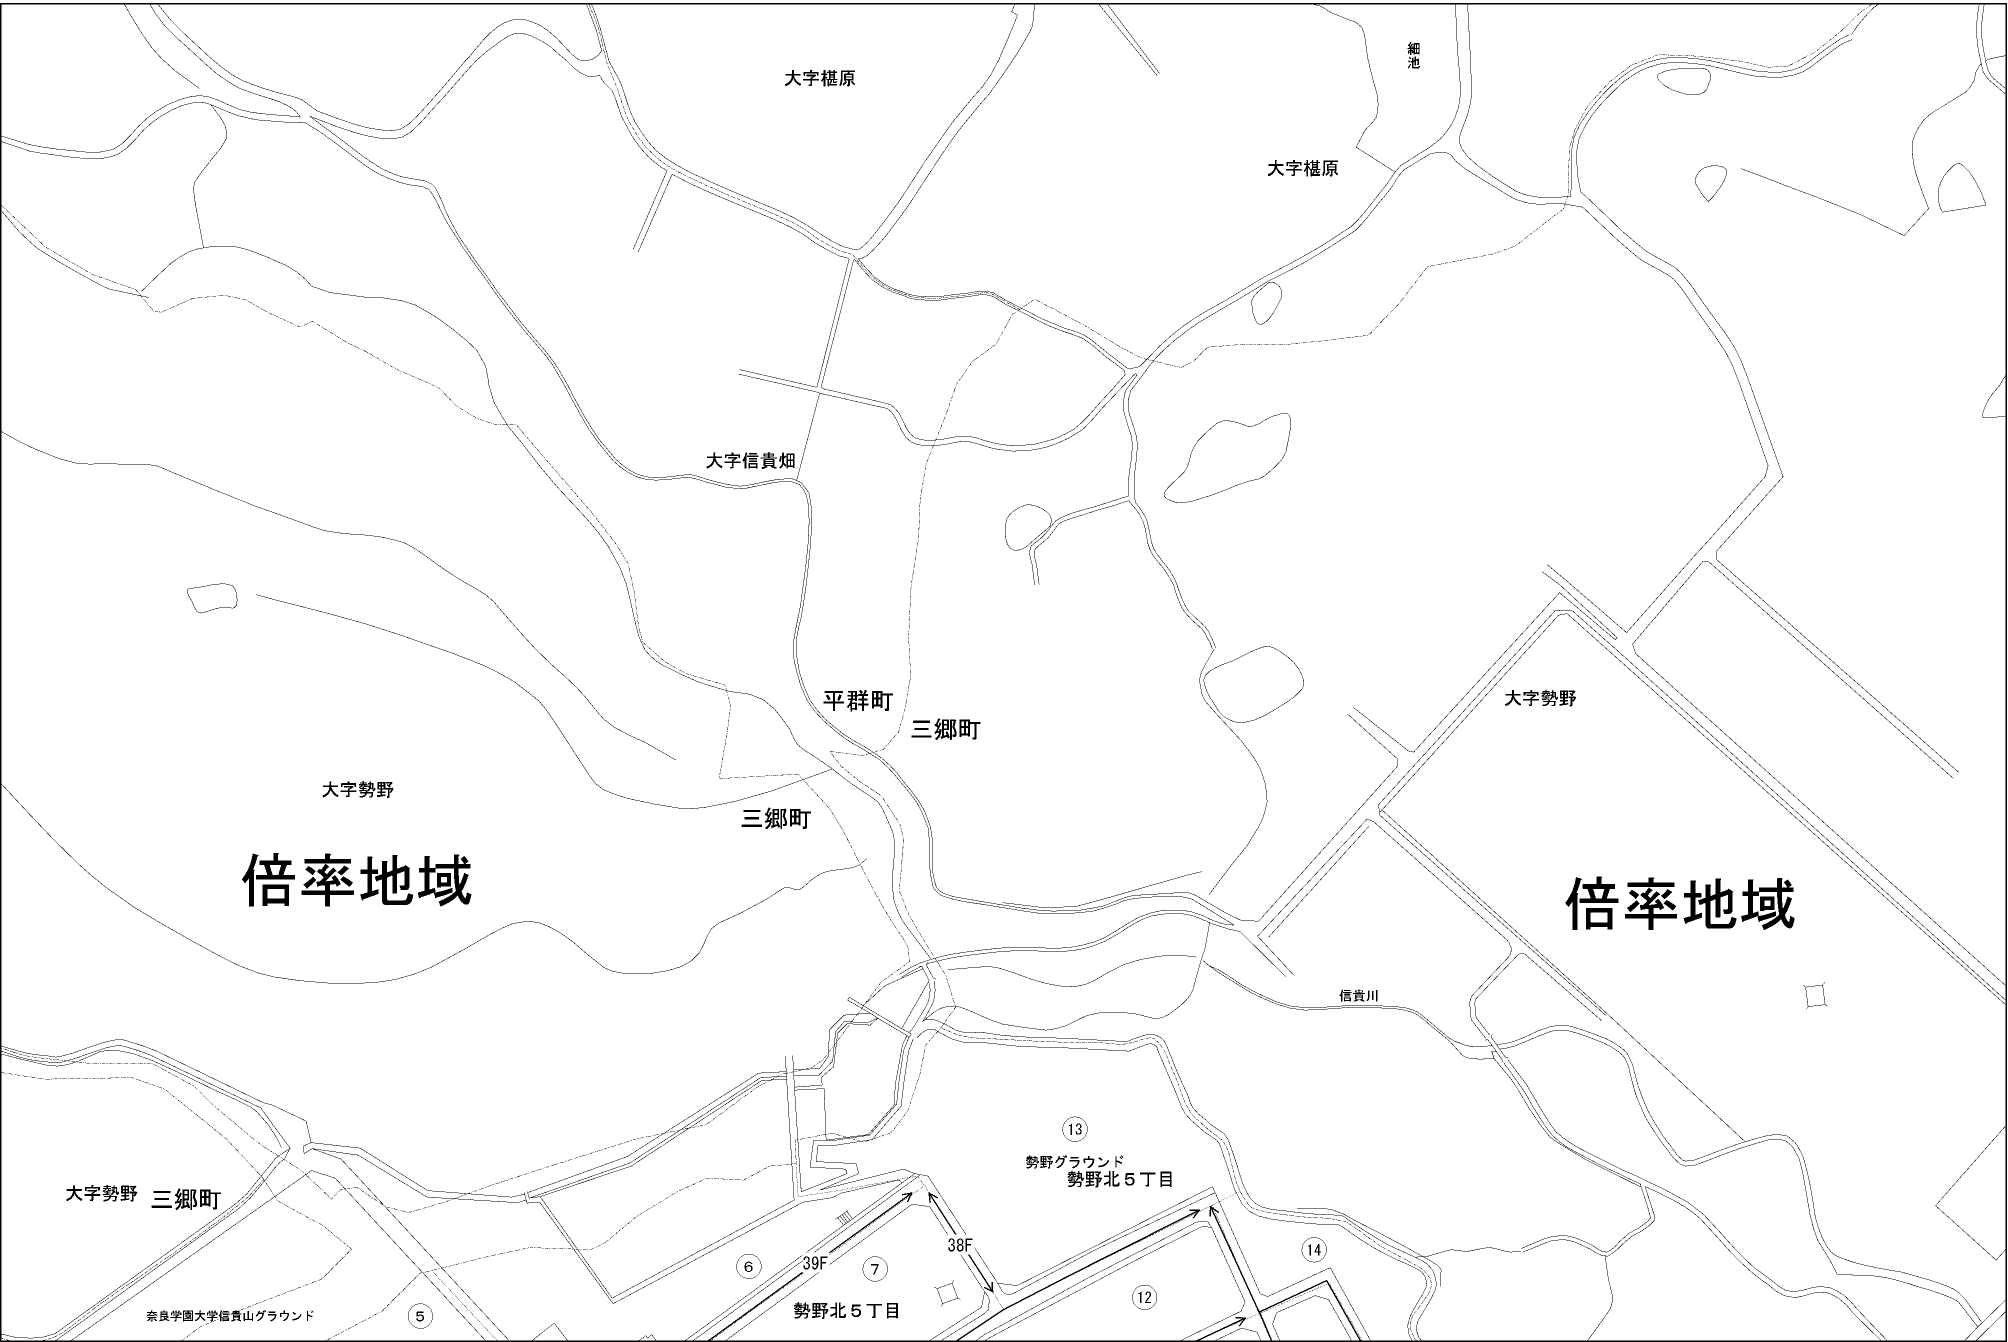 大字椹原
細池
大字椹原
大字信貴畑
平群町
三郷町
大字勢野
大字勢野
三郷町
倍率地域
倍率地域
信貴川
⑬
勢野グラウンド
勢野北５丁目
大字勢野
三郷町
38F
39F
⑥
⑦
⑭
⑫
勢野北５丁目
奈良学園大学信貴山グラウンド
⑤